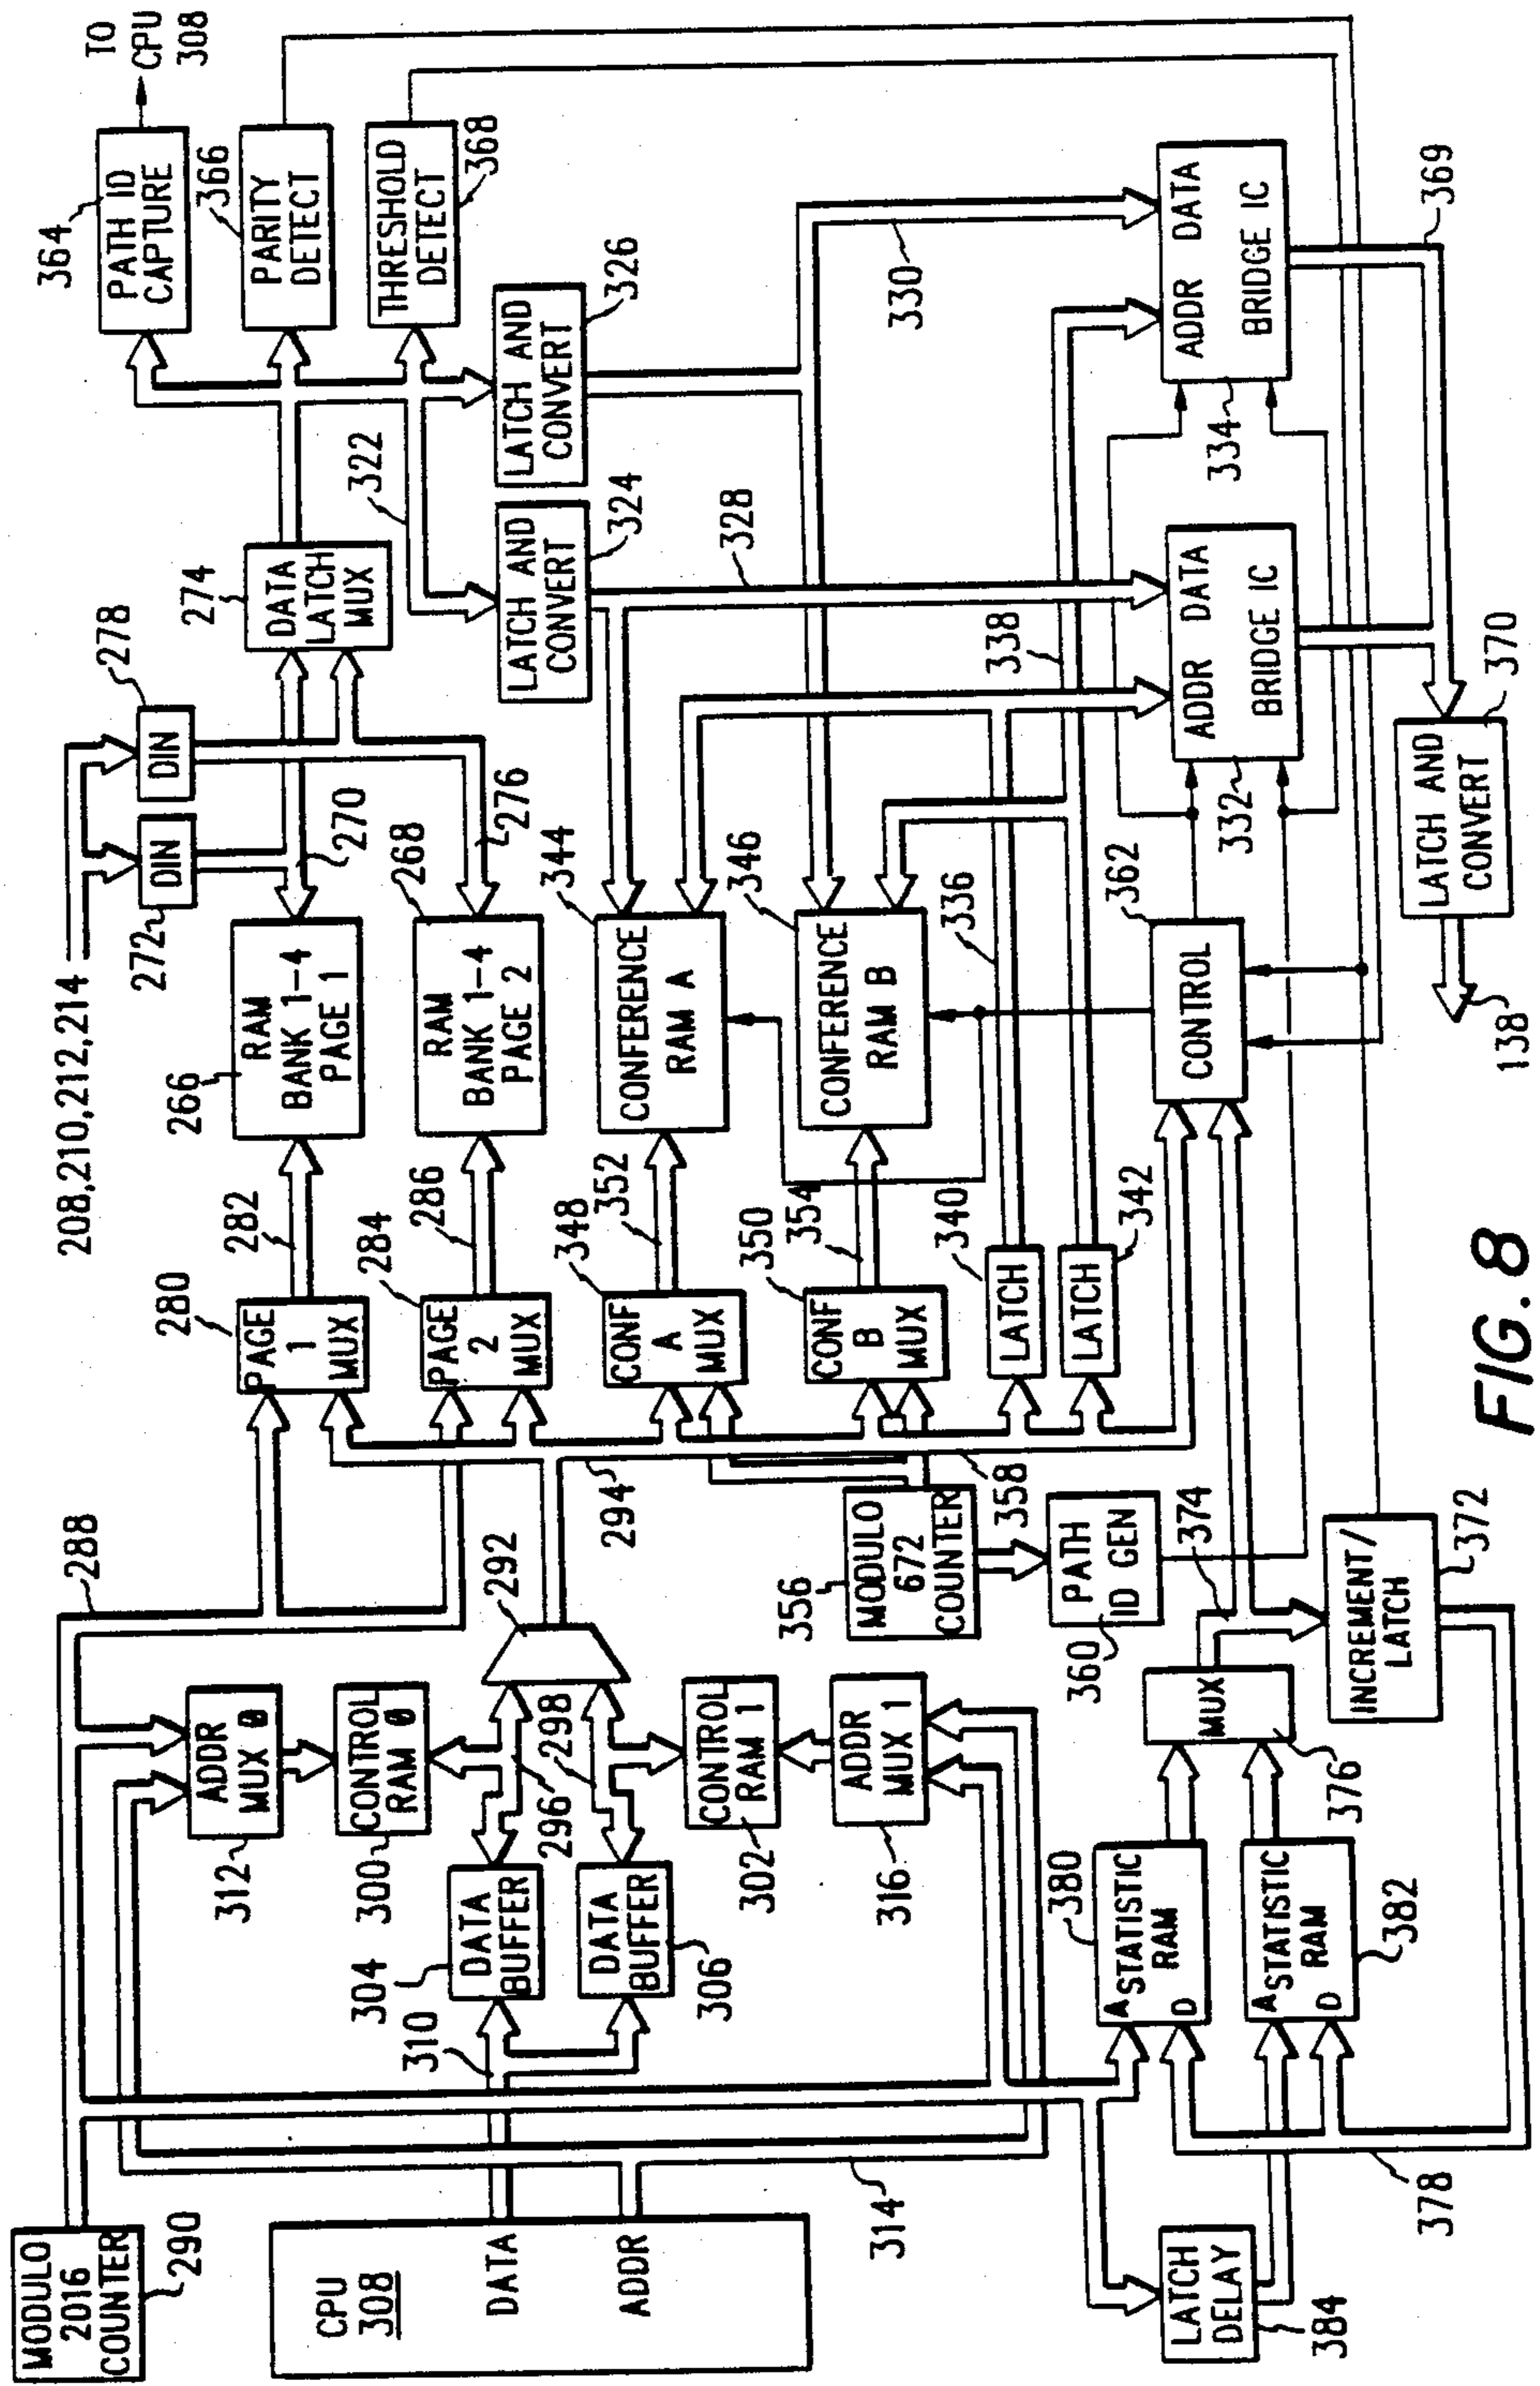 MODULO
2016
COUNTER
290
CPU
308
DATA
ADDR
288
ADDR
MUX 0
312
CONTROL
RAM 0
300
DATA
BUFFER
304
310
296
298
292
DATA
BUFFER
306
CONTROL
RAM 1
302
ADDR
MUX 1
316
314
LATCH
DELAY
384
378
A
STATISTIC
RAM
D
380
A
STATISTIC
RAM
D
382
MUX
376
374
INCREMENT/
LATCH
372
MODULO
672
COUNTER
356
358
PATH
ID GEN
360
294
PAGE
1
MUX
280
282
PAGE
2
MUX
284
286
CONF
A
MUX
348
352
CONF
B
MUX
350
354
LATCH
340
LATCH
342
336
338
208,210,212,214
RAM
BANK 1-4
PAGE 1
266
RAM
BANK 1-4
PAGE 2
268
CONFERENCE
RAM A
344
CONFERENCE
RAM B
346
CONTROL
362
DIN
272
DIN
278
270
276
DATA
LATCH
MUX
274
322
LATCH AND
CONVERT
324
LATCH AND
CONVERT
326
328
330
PATH ID
CAPTURE
364
TO
CPU
308
PARITY
DETECT
366
THRESHOLD
DETECT
368
ADDR DATA
BRIDGE IC
332
ADDR DATA
BRIDGE IC
334
369
LATCH AND
CONVERT
370
138
FIG. 8